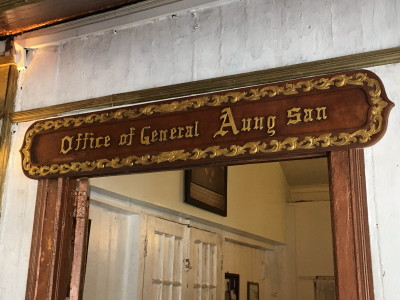 Office of General Aung San